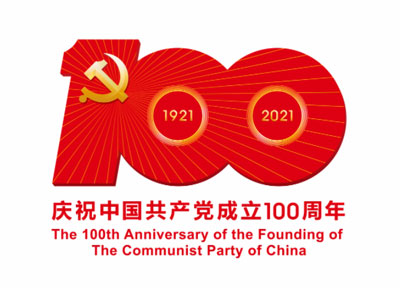 1921 2021
庆祝中国共产党成立100周年
The 100th Anniversary of the Founding of
The Communist Party of China